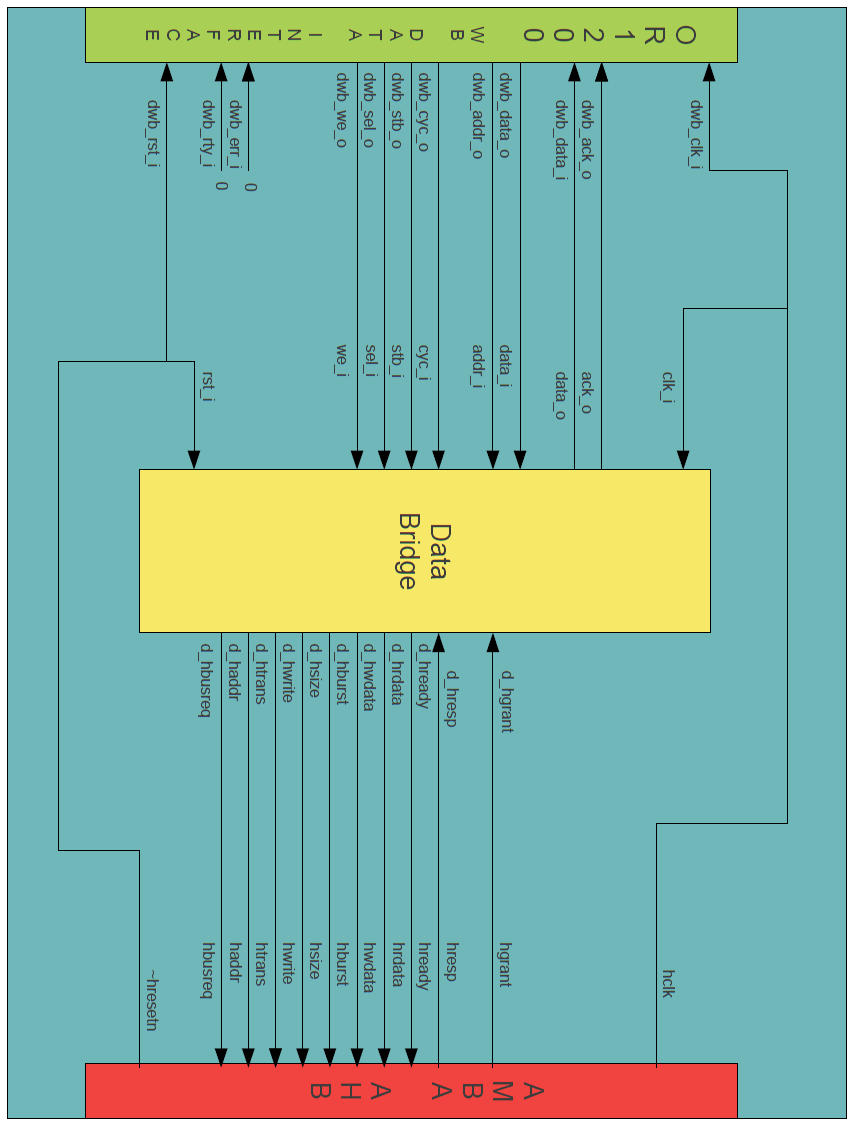 OR1200 WB DATA INTERFACE
dwb_clk_i
dwb_ack_o
dwb_data_i
dwb_data_o
dwb_addr_o
dwb_cyc_o
dwb_stb_o
dwb_sel_o
dwb_we_o
dwb_err_i
0
dwb_rty_i
0
dwb_rst_i
clk_i
ack_o
data_o
data_i
addr_i
cyc_i
stb_i
sel_i
we_i
rst_i
Data
Bridge
d_hgrant
d_hresp
d_hready
d_hrdata
d_hwdata
d_hburst
d_hsize
d_hwrite
d_htrans
d_haddr
d_hbusreq
hclk
hgrant
hresp
hready
hrdata
hwdata
hburst
hsize
hwrite
htrans
haddr
hbusreq
~hresetn
AMBA AHB